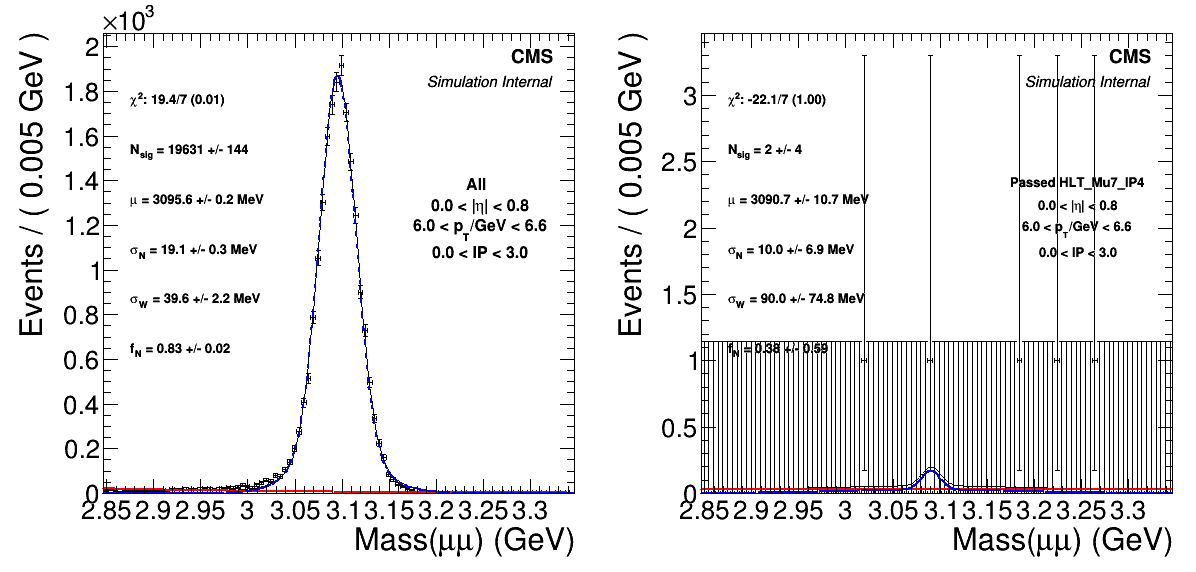 ×10³
Events / ( 0.005 GeV )
2
1.8
1.6
1.4
1.2
1
0.8
0.6
0.4
0.2
0
CMS
Simulation Internal
χ²: 19.4/7 (0.01)
N_sig = 19631 +/- 144
μ = 3095.6 +/- 0.2 MeV
σ_N = 19.1 +/- 0.3 MeV
σ_W = 39.6 +/- 2.2 MeV
f_N = 0.83 +/- 0.02
All
0.0 < |η| < 0.8
6.0 < p_T/GeV < 6.6
0.0 < IP < 3.0
2.85 2.9 2.95 3 3.05 3.1 3.15 3.2 3.25 3.3
Mass(μμ) (GeV)
Events / ( 0.005 GeV )
3
2.5
2
1.5
1
0.5
0
CMS
Simulation Internal
χ²: -22.1/7 (1.00)
N_sig = 2 +/- 4
μ = 3090.7 +/- 10.7 MeV
σ_N = 10.0 +/- 6.9 MeV
σ_W = 90.0 +/- 74.8 MeV
f_N = 0.38 +/- 0.59
Passed HLT_Mu7_IP4
0.0 < |η| < 0.8
6.0 < p_T/GeV < 6.6
0.0 < IP < 3.0
2.85 2.9 2.95 3 3.05 3.1 3.15 3.2 3.25 3.3
Mass(μμ) (GeV)